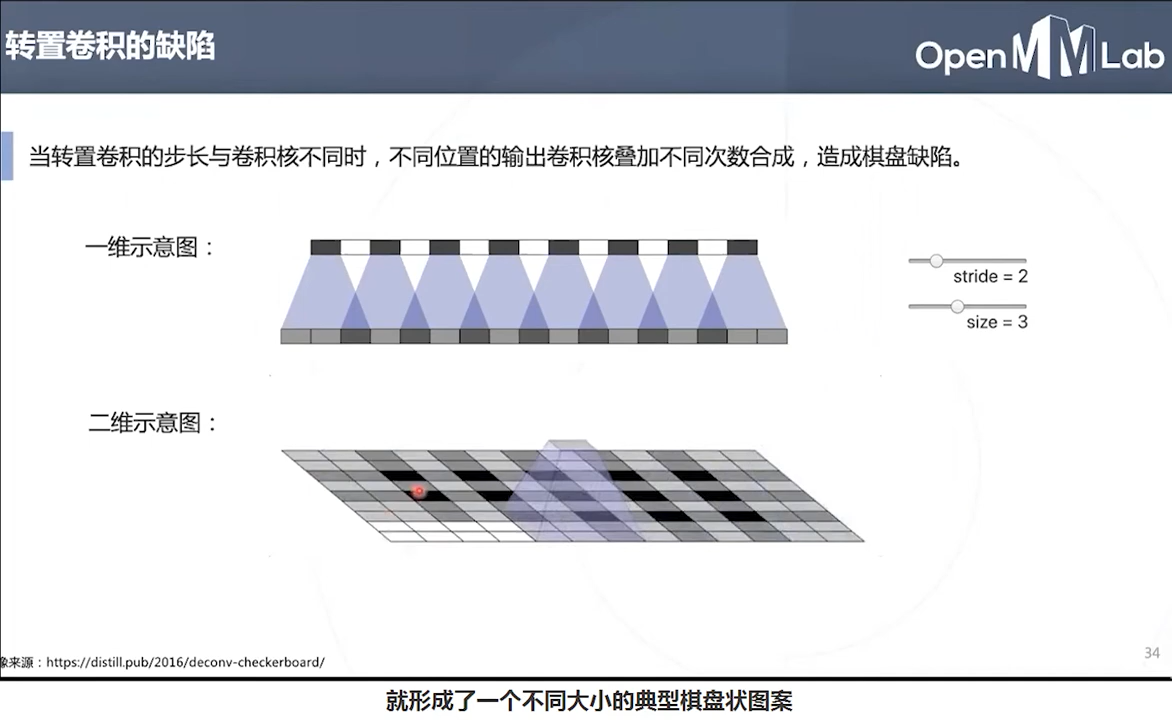 转置卷积的缺陷
OpenMMLab
当转置卷积的步长与卷积核不同时，不同位置的输出卷积核叠加不同次数合成，造成棋盘缺陷。
一维示意图：
stride = 2
size = 3
二维示意图：
像来源：https://distill.pub/2016/deconv-checkerboard/
34
就形成了一个不同大小的典型棋盘状图案